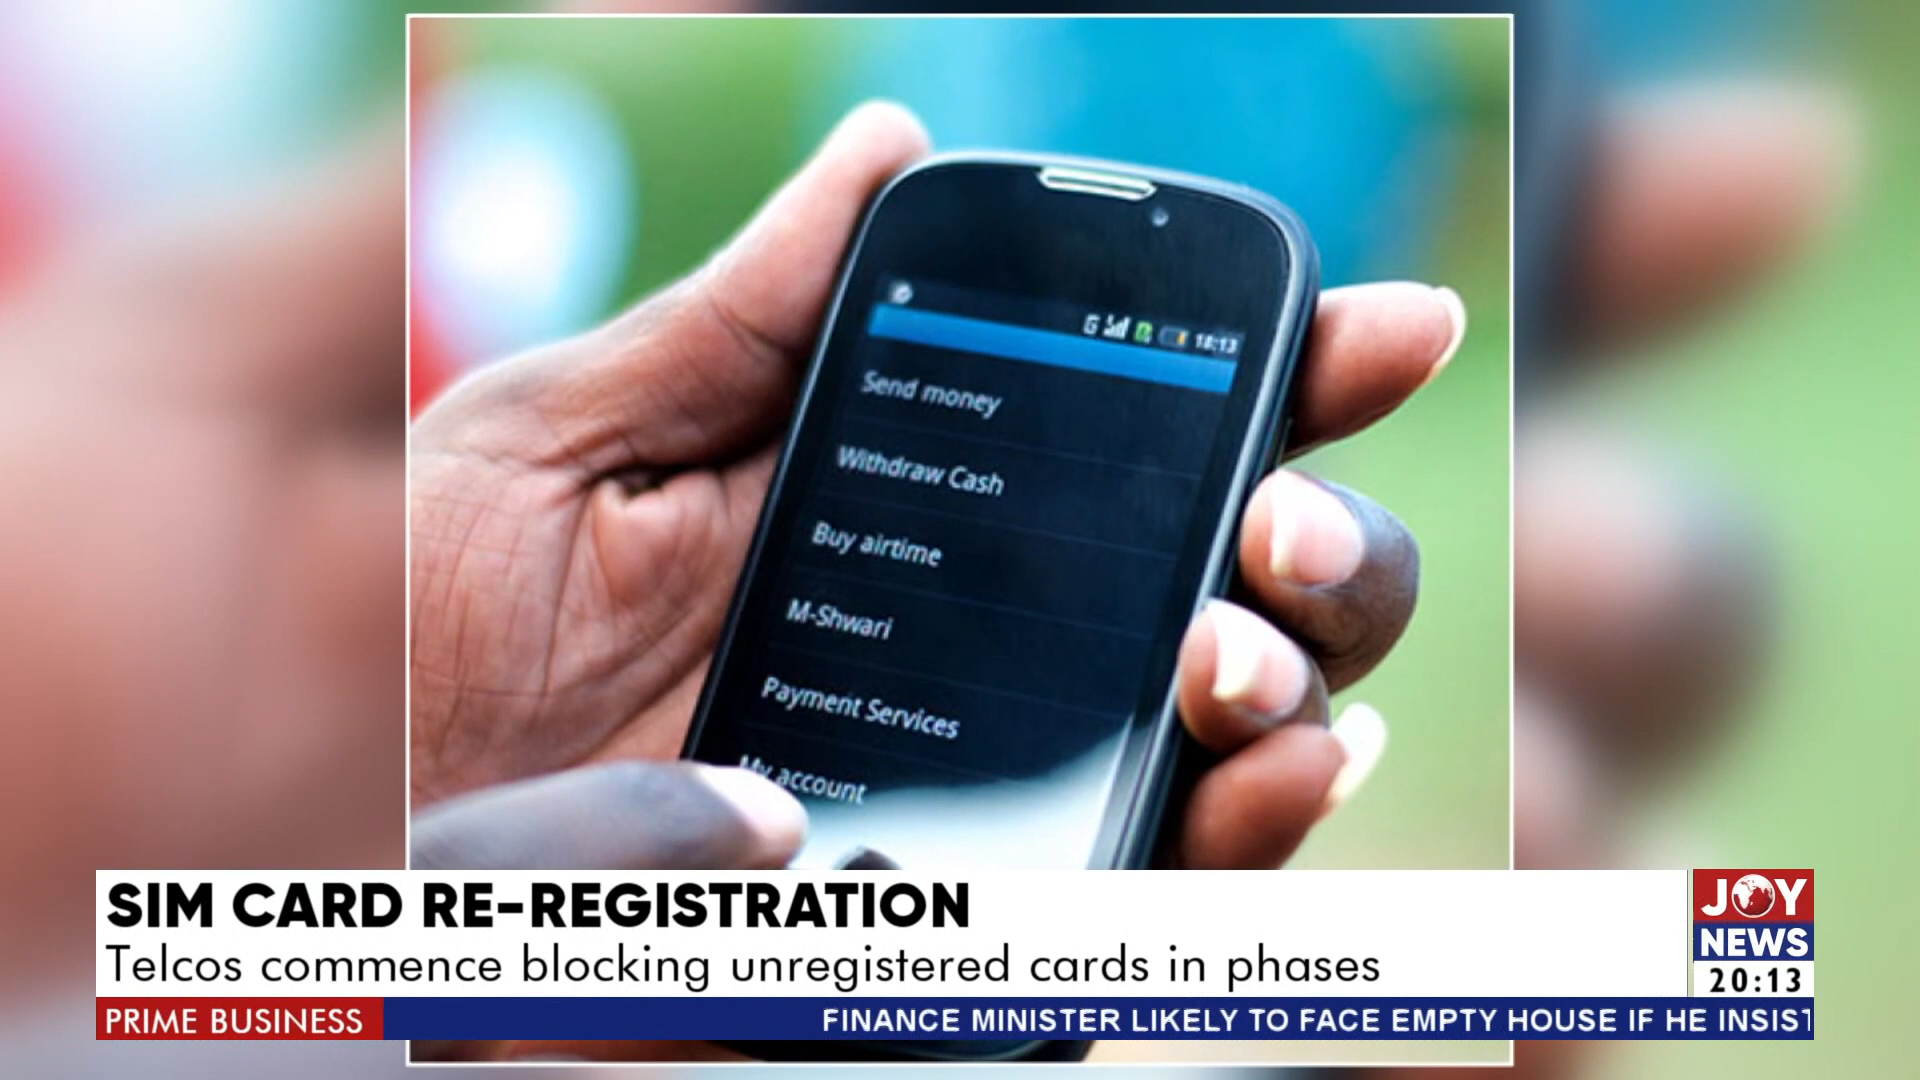 G 18:13
Send money
Withdraw Cash
Buy airtime
M-Shwari
Payment Services
My account
SIM CARD RE-REGISTRATION
Telcos commence blocking unregistered cards in phases
JOY
NEWS
20:13
PRIME BUSINESS
FINANCE MINISTER LIKELY TO FACE EMPTY HOUSE IF HE INSIST